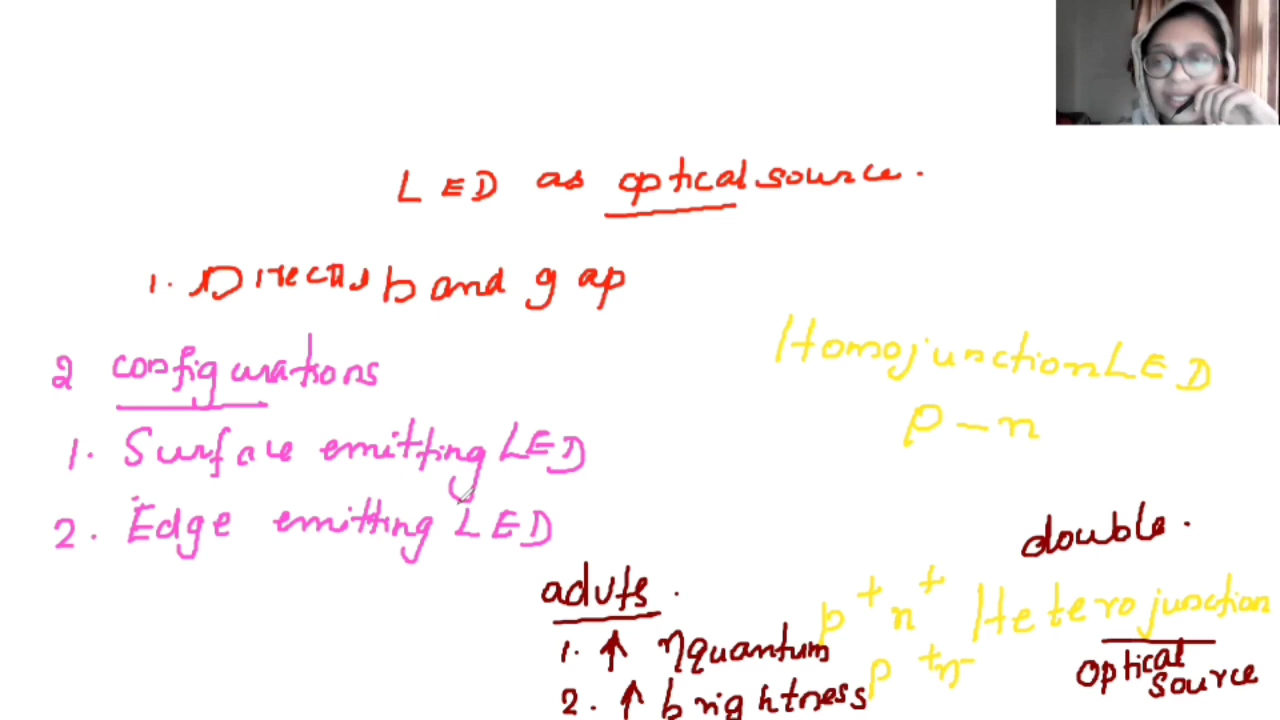 LED as optical source.
1. Direct band gap
2 configurations
1. Surface emitting LED
2. Edge emitting LED
Homojunction LED
p - n
double.
p+ n+ Heterojunction
p +n-
optical
source
advts.
1. ↑ η quantum
2. ↑ brightness